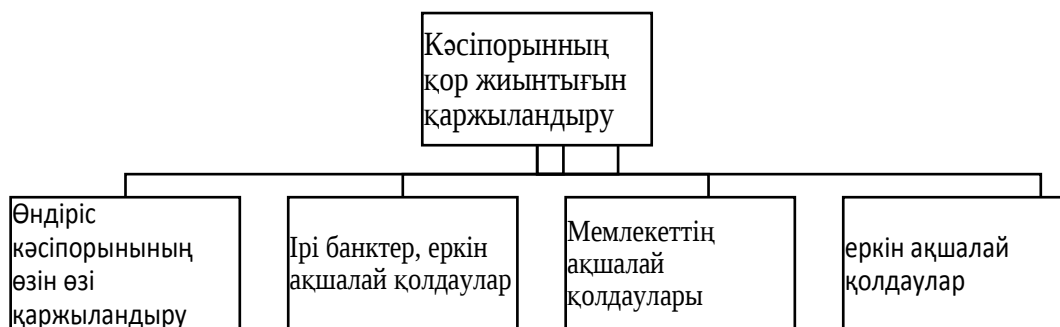 Кәсіпорынның
қор жиынтығын
қаржыландыру
Өндіріс
кәсіпорынының
өзін өзі
қаржыландыру
Ірі банктер, еркін
ақшалай қолдаулар
Мемлекеттің
ақшалай
қолдаулары
еркін ақшалай
қолдаулар